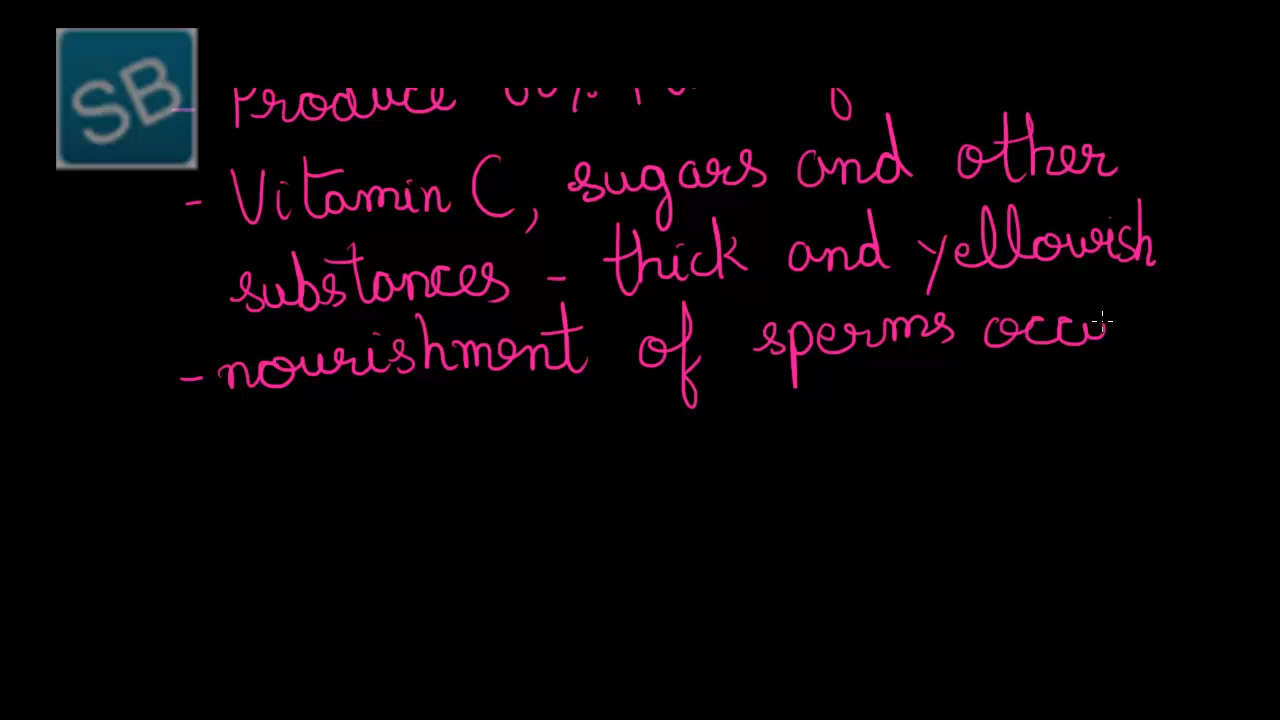 SB
- Produce
- Vitamin C, sugars and other
substances - thick and yellowish
- nourishment of sperms occu